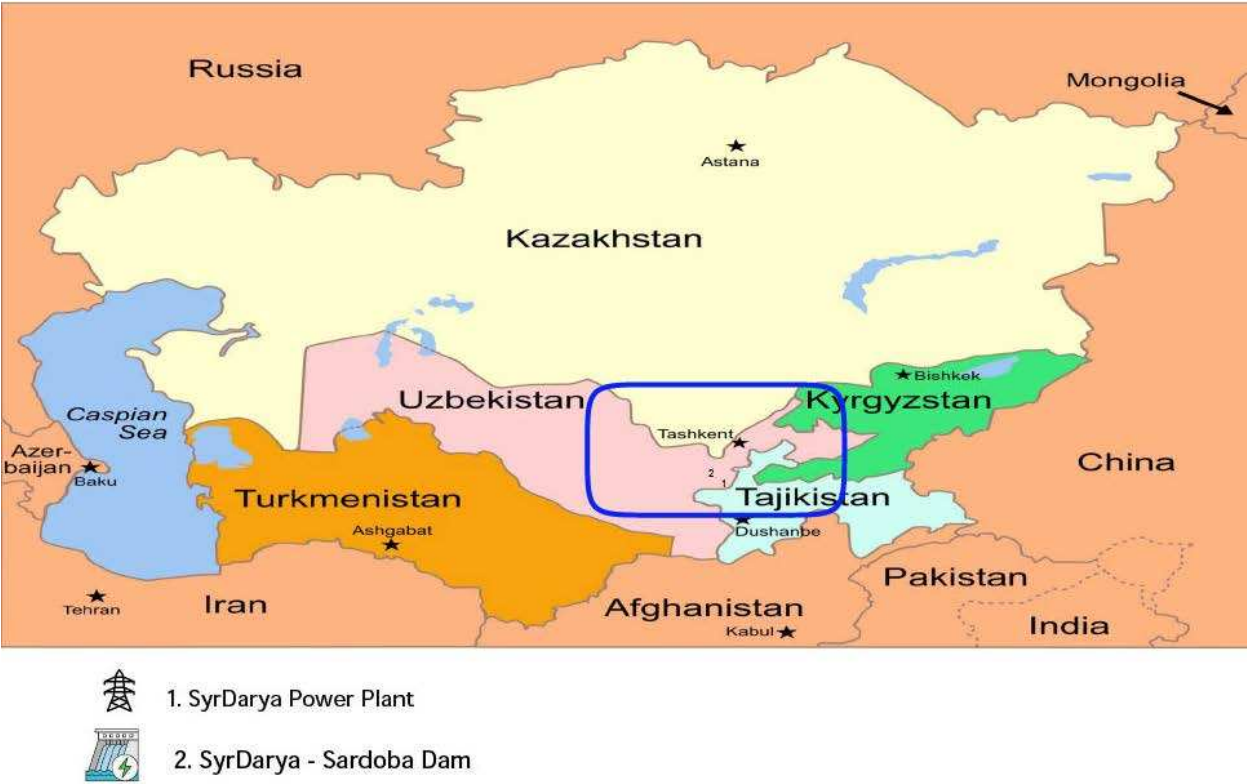 Russia
Mongolia
Astana
Kazakhstan
Bishkek
Uzbekistan
Kyrgyzstan
Caspian
Sea
Tashkent
Azer-
baijan
Baku
China
2
1
Turkmenistan
Tajikistan
Ashgabat
Dushanbe
Pakistan
Tehran
Iran
Afghanistan
Kabul
India
1. SyrDarya Power Plant
2. SyrDarya - Sardoba Dam